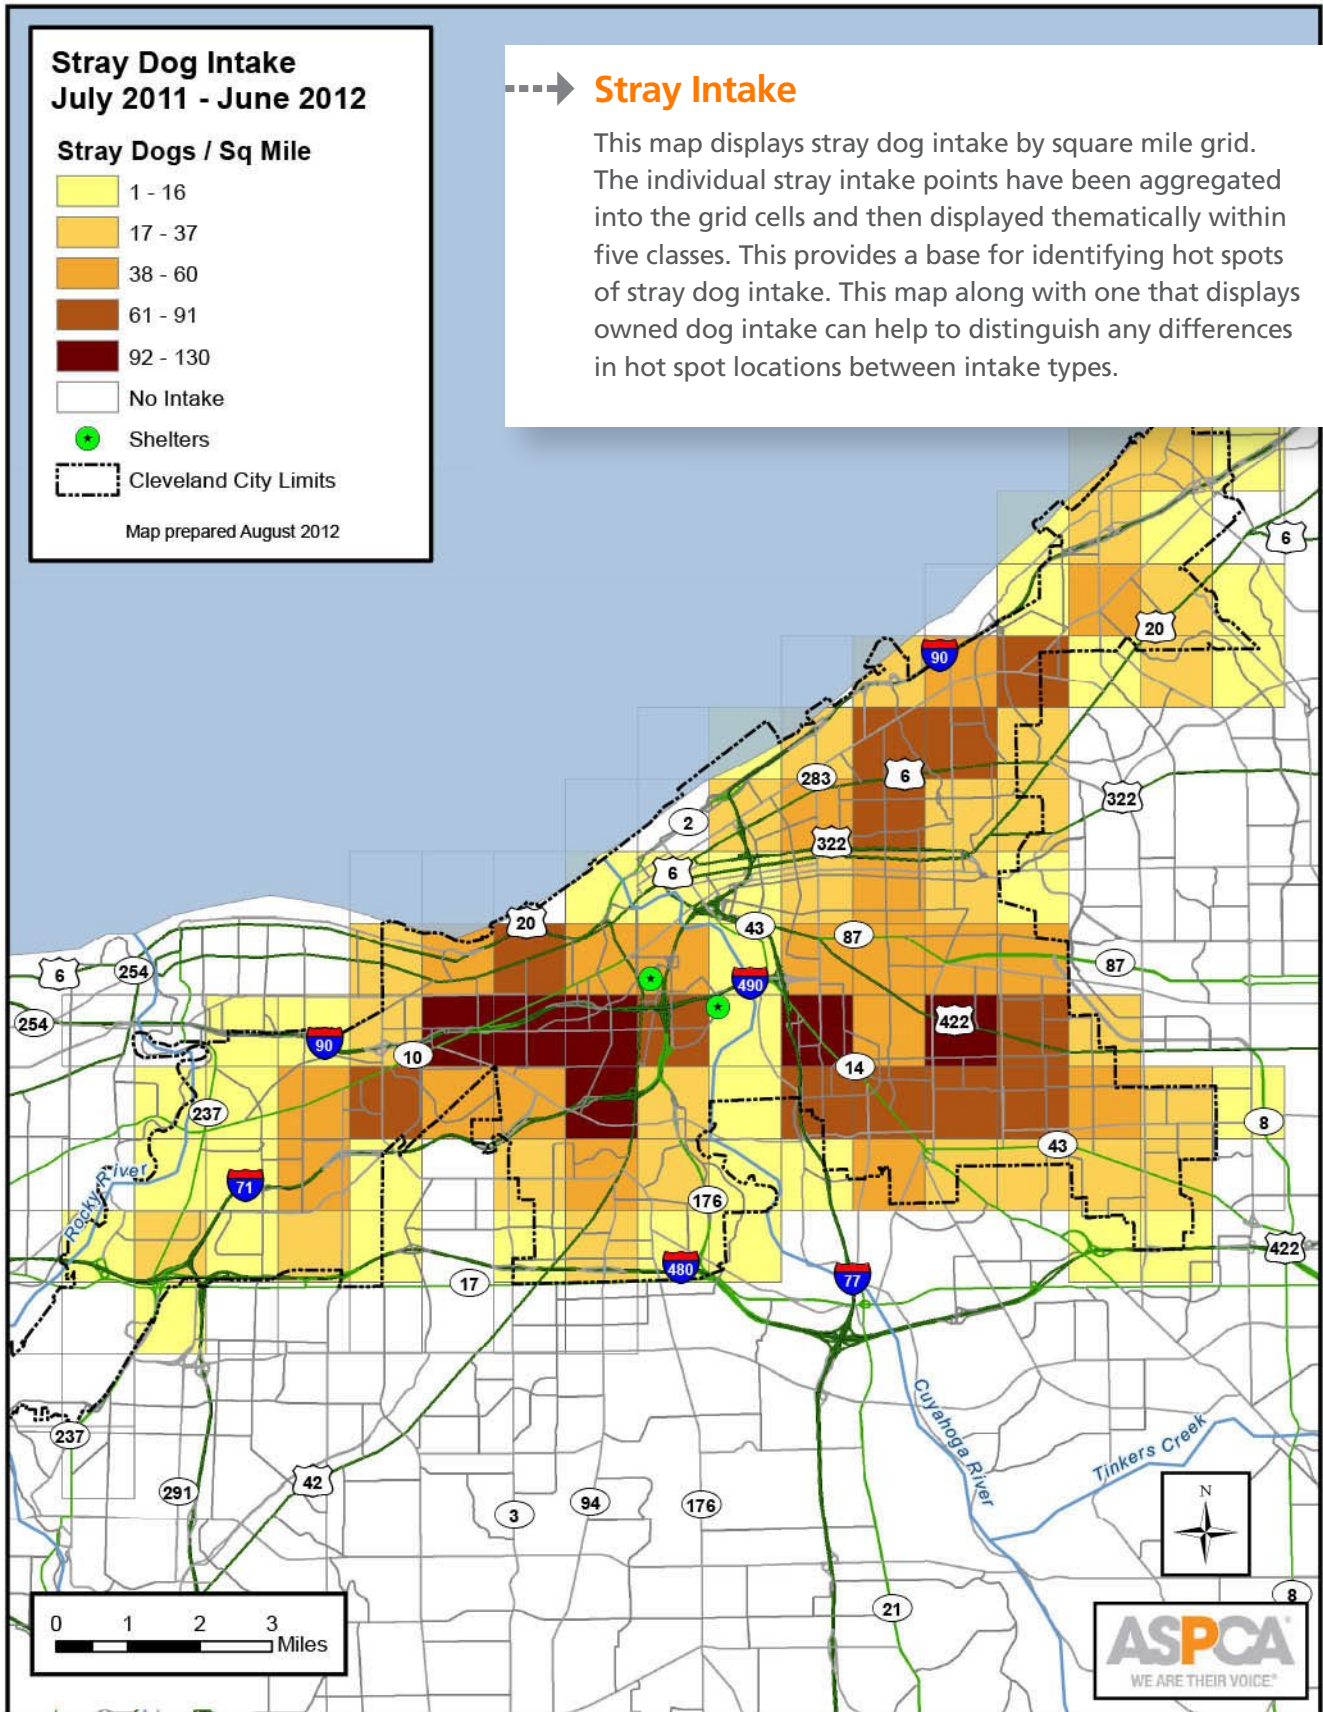 Stray Dog Intake
July 2011 - June 2012
Stray Dogs / Sq Mile
1 - 16
17 - 37
38 - 60
61 - 91
92 - 130
No Intake
Shelters
Cleveland City Limits
Map prepared August 2012
Stray Intake
This map displays stray dog intake by square mile grid.
The individual stray intake points have been aggregated
into the grid cells and then displayed thematically within
five classes. This provides a base for identifying hot spots
of stray dog intake. This map along with one that displays
owned dog intake can help to distinguish any differences
in hot spot locations between intake types.
6
20
90
283
6
322
322
2
6
20
43
87
87
6
254
490
254
90
10
422
14
237
8
43
Rocky River
71
176
422
480
17
77
Cuyahoga River
Tinkers Creek
237
291
42
3
94
176
N
21
8
0 1 2 3
Miles
ASPCA®
WE ARE THEIR VOICE.®